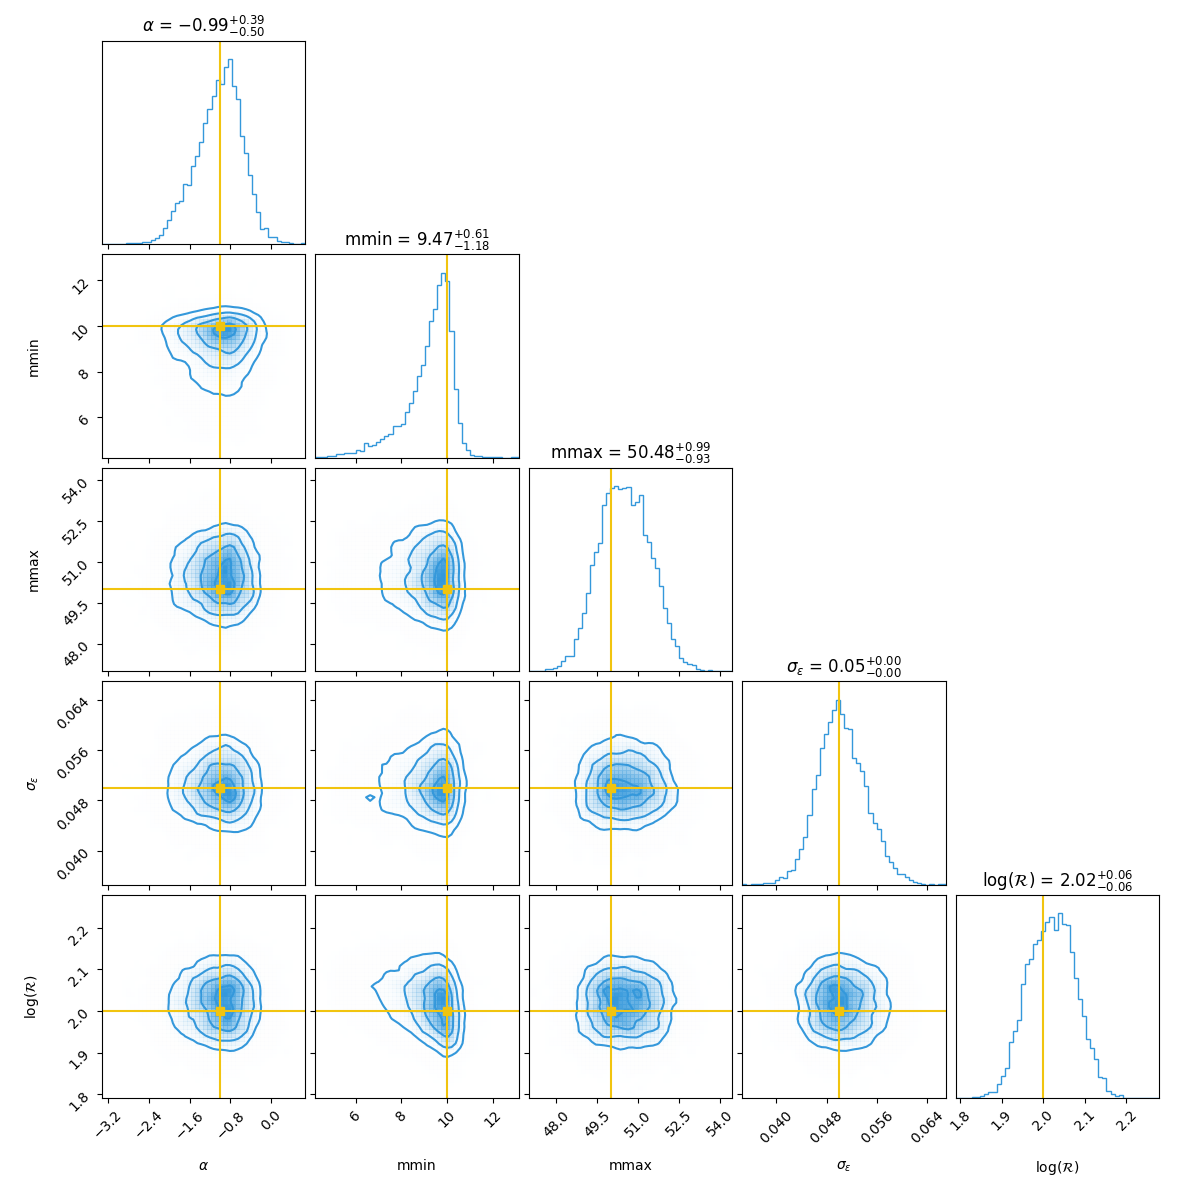 α = −0.99+0.39−0.50
mmin = 9.47+0.61−1.18
12
10
8
6
mmin
mmax = 50.48+0.99−0.93
54.0
52.5
51.0
49.5
48.0
mmax
σε = 0.05+0.00−0.00
0.064
0.056
0.048
0.040
σε
log(ℛ) = 2.02+0.06−0.06
2.2
2.1
2.0
1.9
1.8
log(ℛ)
−3.2 −2.4 −1.6 −0.8 0.0 6 8 10 12 48.0 49.5 51.0 52.5 54.0 0.040 0.048 0.056 0.064 1.8 1.9 2.0 2.1 2.2
α mmin mmax σε log(ℛ)